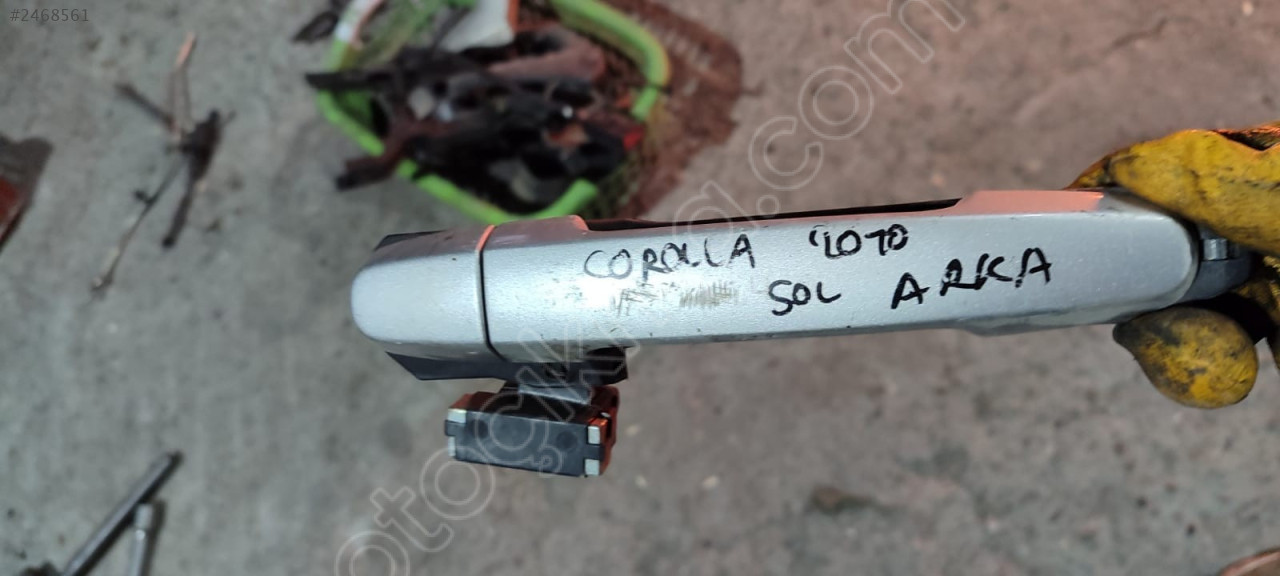 #2468561
COROLLA 2010
SOL ARKA